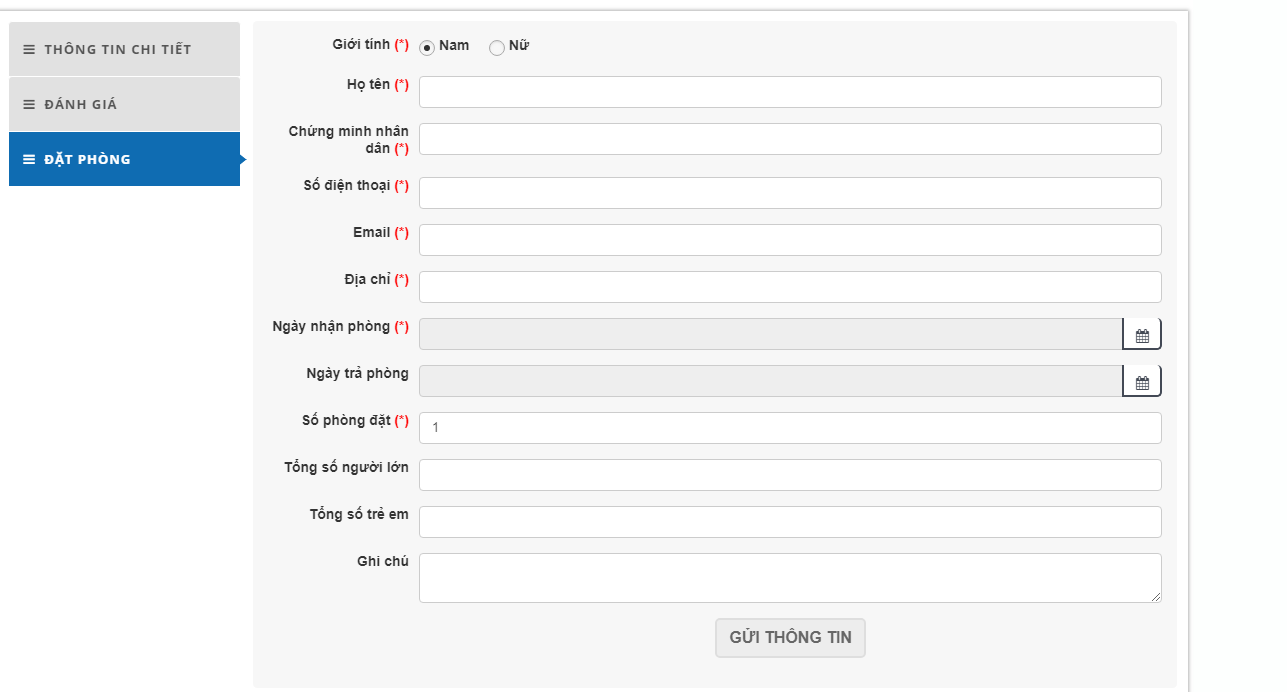 THÔNG TIN CHI TIẾT
ĐÁNH GIÁ
ĐẶT PHÒNG
Giới tính (*) Nam Nữ
Họ tên (*)
Chứng minh nhân
dân (*)
Số điện thoại (*)
Email (*)
Địa chỉ (*)
Ngày nhận phòng (*)
Ngày trả phòng
Số phòng đặt (*) 1
Tổng số người lớn
Tổng số trẻ em
Ghi chú
GỬI THÔNG TIN